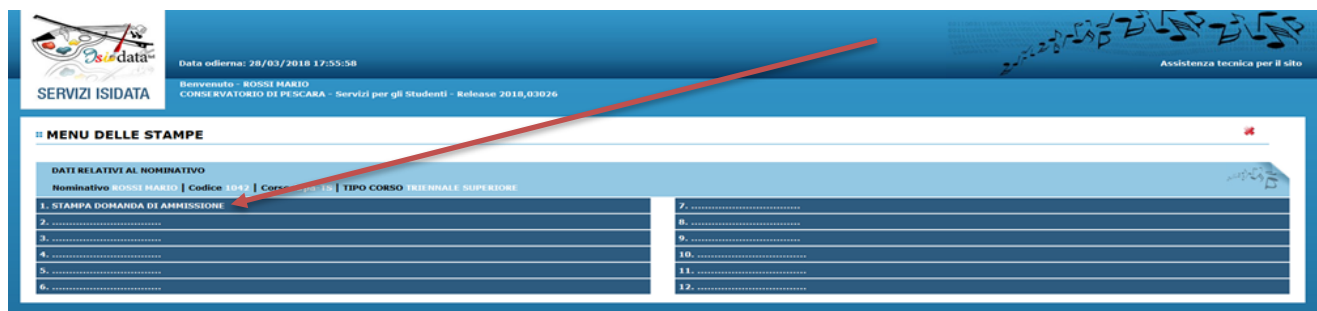 Isidata
SERVIZI ISIDATA
Data odierna: 28/03/2018 17:55:58
Assistenza tecnica per il sito
Benvenuto - ROSSI MARIO
CONSERVATORIO DI PESCARA - Servizi per gli Studenti - Release 2018,03026
MENU DELLE STAMPE
DATI RELATIVI AL NOMINATIVO
Nominativo ROSSI MARIO | Codice 1042 | TIPO CORSO TRIENNALE SUPERIORE
1. STAMPA DOMANDA DI AMMISSIONE
2. ................................
3. ................................
4. ................................
5. ................................
6. ................................
7. ................................
8. ................................
9. ................................
10. ................................
11. ................................
12. ................................